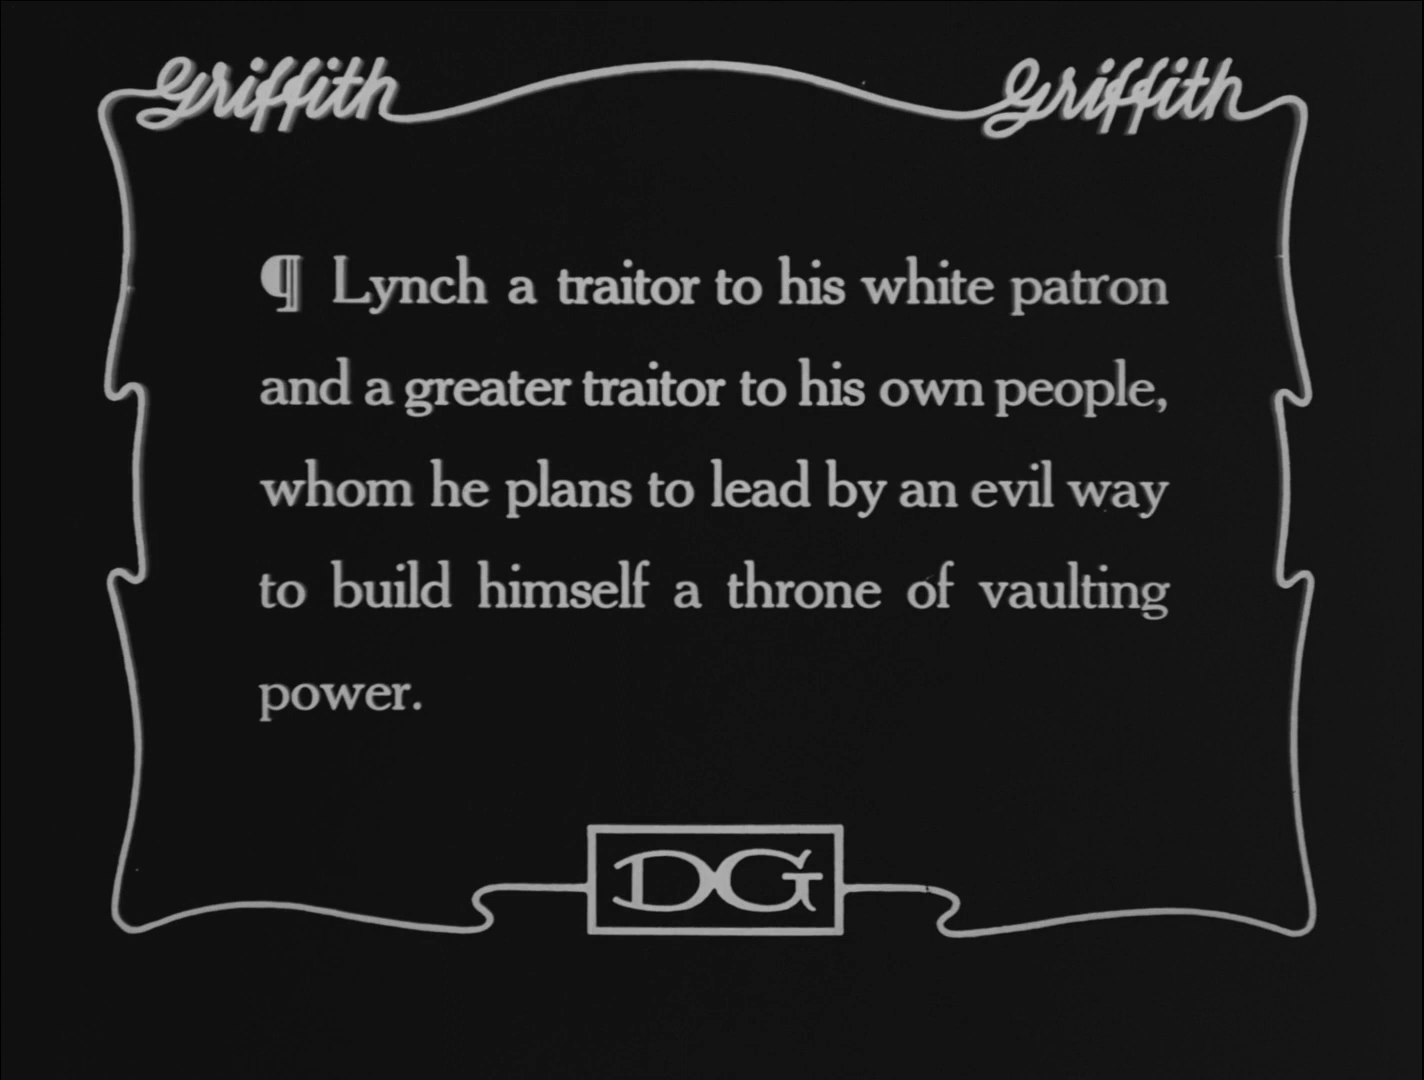 Griffith Griffith
¶ Lynch a traitor to his white patron
and a greater traitor to his own people,
whom he plans to lead by an evil way
to build himself a throne of vaulting
power.
DG